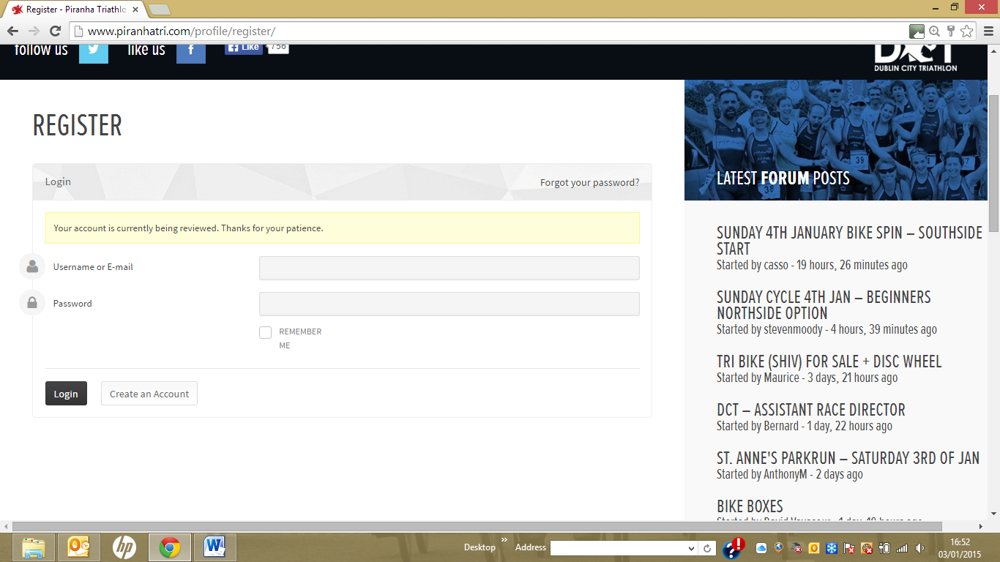 Register - Piranha Triathlo
www.piranhatri.com/profile/register/
follow us
like us
Like
756
DCT
DUBLIN CITY TRIATHLON
REGISTER
Login
Forgot your password?
Your account is currently being reviewed. Thanks for your patience.
Username or E-mail
Password
REMEMBER
ME
Login
Create an Account
38
39
LATEST FORUM POSTS
SUNDAY 4TH JANUARY BIKE SPIN – SOUTHSIDE
START
Started by casso - 19 hours, 26 minutes ago
SUNDAY CYCLE 4TH JAN – BEGINNERS
NORTHSIDE OPTION
Started by stevenmoody - 4 hours, 39 minutes ago
TRI BIKE (SHIV) FOR SALE + DISC WHEEL
Started by Maurice - 3 days, 21 hours ago
DCT – ASSISTANT RACE DIRECTOR
Started by Bernard - 1 day, 22 hours ago
ST. ANNE'S PARKRUN – SATURDAY 3RD OF JAN
Started by AnthonyM - 2 days ago
BIKE BOXES
Desktop
Address
16:52
03/01/2015